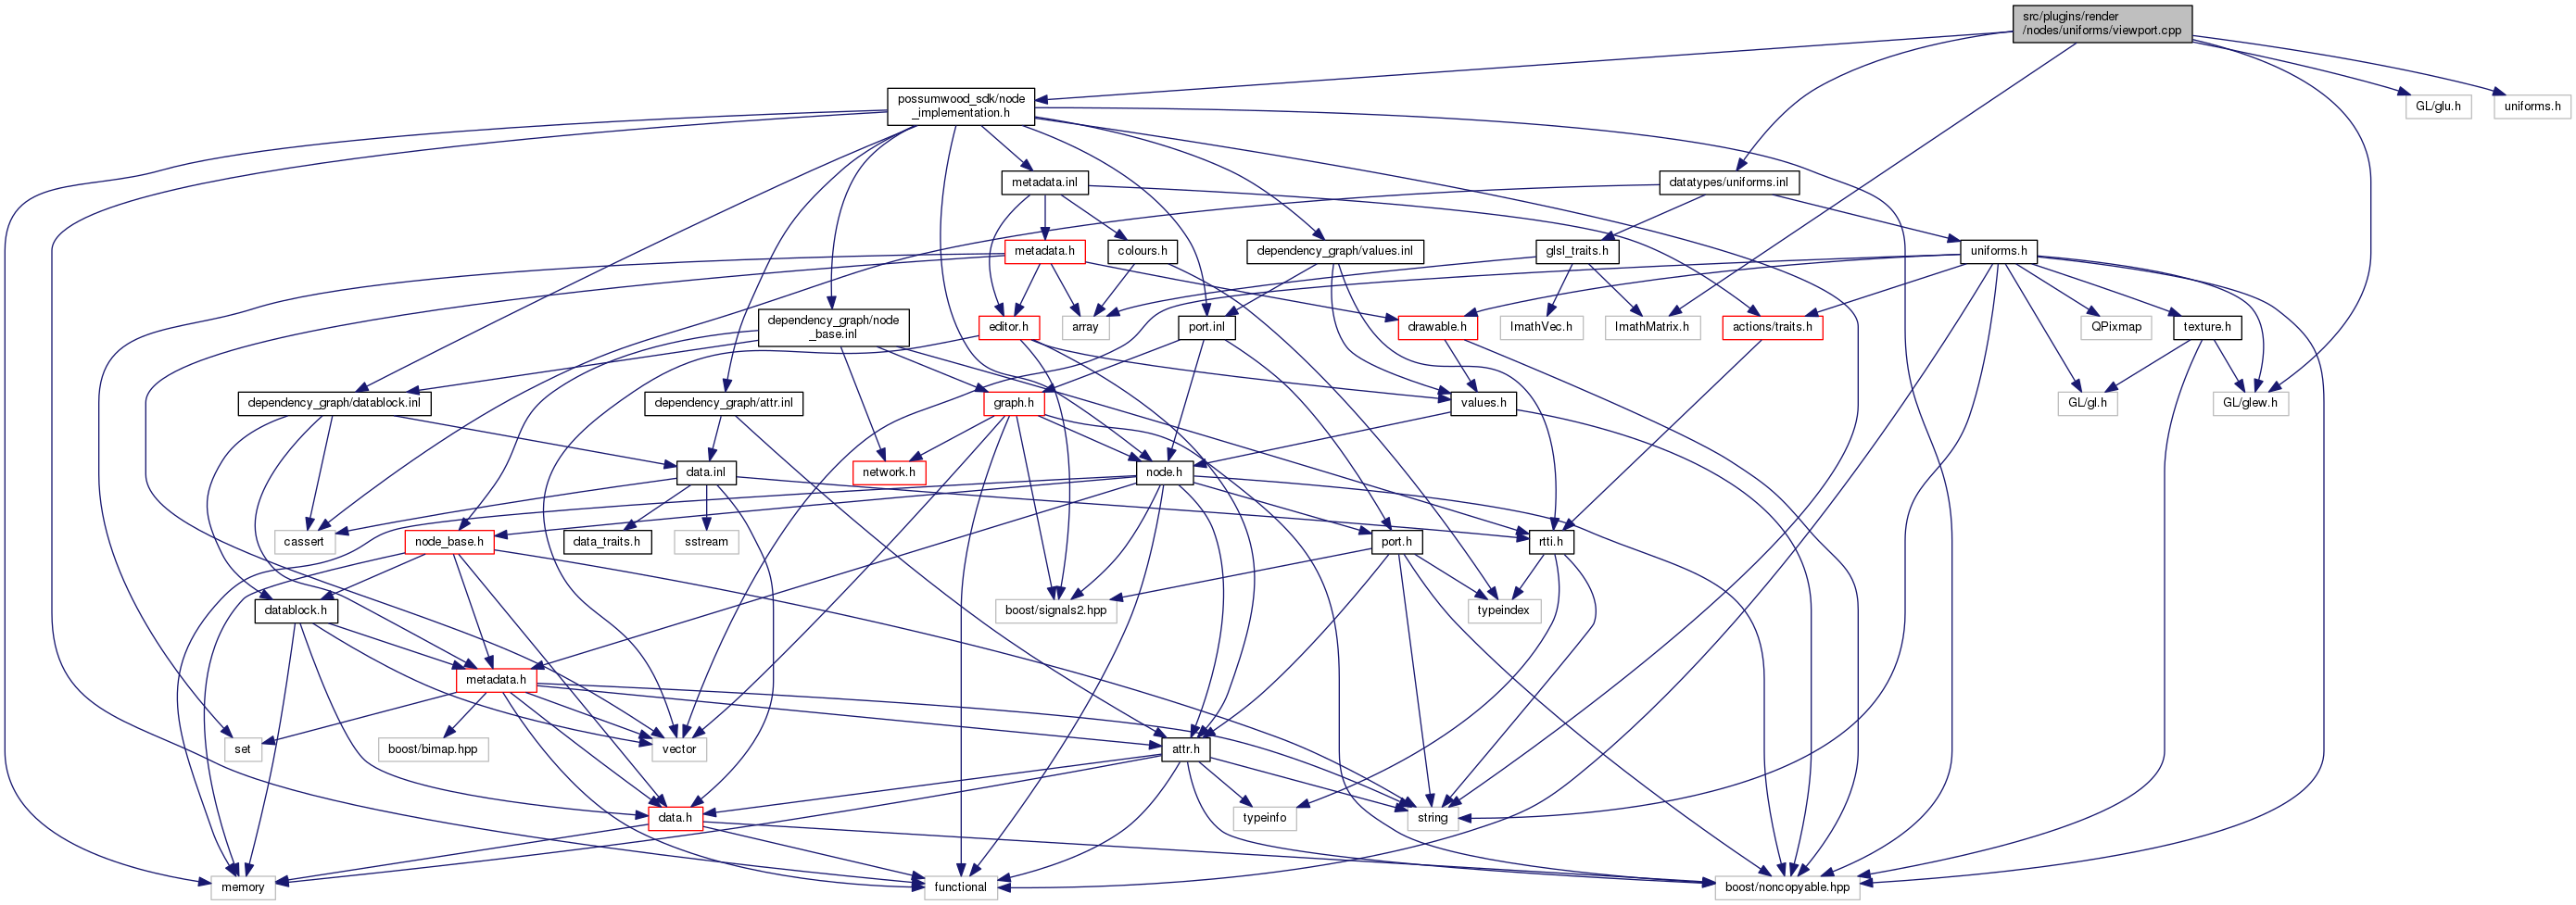 src/plugins/render
/nodes/uniforms/viewport.cpp
possumwood_sdk/node
_implementation.h
GL/glu.h
uniforms.h
metadata.inl
datatypes/uniforms.inl
metadata.h
colours.h
dependency_graph/values.inl
glsl_traits.h
uniforms.h
dependency_graph/node
_base.inl
editor.h
array
port.inl
drawable.h
ImathVec.h
ImathMatrix.h
actions/traits.h
QPixmap
texture.h
dependency_graph/datablock.inl
dependency_graph/attr.inl
graph.h
values.h
GL/gl.h
GL/glew.h
data.inl
network.h
node.h
cassert
node_base.h
data_traits.h
sstream
port.h
rtti.h
datablock.h
boost/signals2.hpp
typeindex
metadata.h
set
boost/bimap.hpp
vector
attr.h
data.h
typeinfo
string
memory
functional
boost/noncopyable.hpp